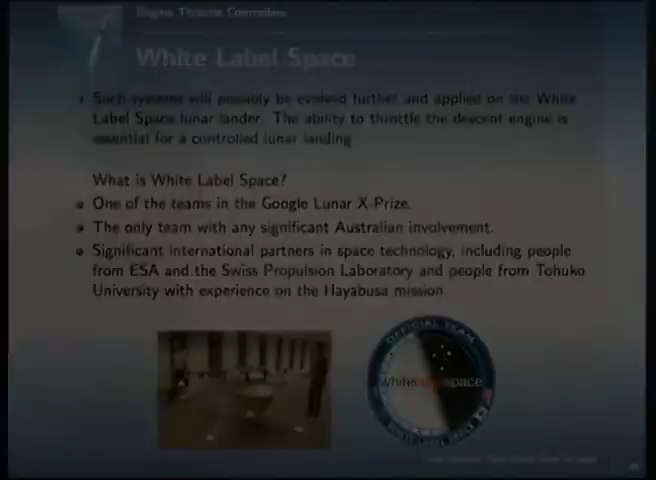 Engine Throttle Controllers
White Label Space
Such systems will possibly be evolved further and applied on the White
Label Space lunar lander. The ability to throttle the descent engine is
essential for a controlled lunar landing
What is White Label Space?
One of the teams in the Google Lunar X-Prize.
The only team with any significant Australian involvement.
Significant international partners in space technology, including people
from ESA and the Swiss Propulsion Laboratory and people from Tohuko
University with experience on the Hayabusa mission.
OFFICIAL TEAM
whitelabelspace